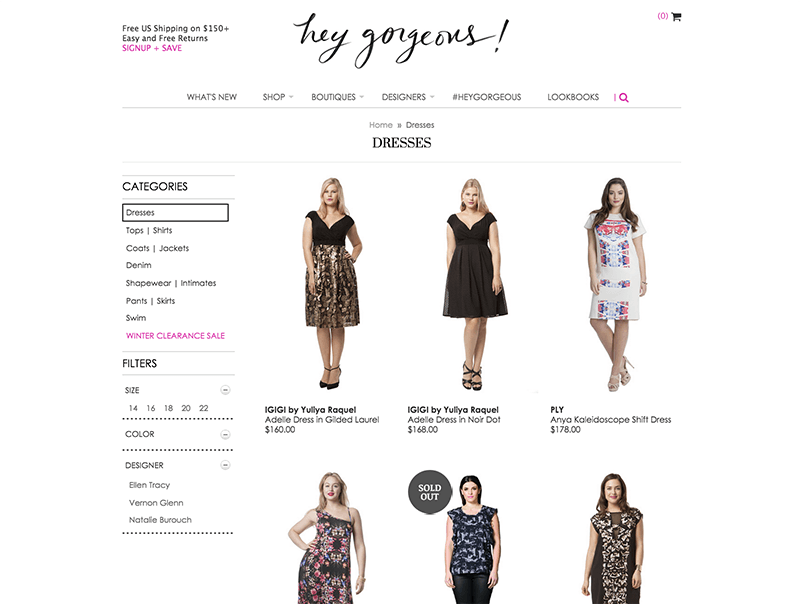 Free US Shipping on $150+
Easy and Free Returns
SIGNUP + SAVE
hey gorgeous!
(0)
WHAT'S NEW SHOP BOUTIQUES DESIGNERS #HEYGORGEOUS LOOKBOOKS |
Home » Dresses
DRESSES
CATEGORIES
Dresses
Tops | Shirts
Coats | Jackets
Denim
Shapewear | Intimates
Pants | Skirts
Swim
WINTER CLEARANCE SALE
FILTERS
SIZE
14 16 18 20 22
COLOR
DESIGNER
Ellen Tracy
Vernon Glenn
Natalie Burouch
IGIGI by Yuliya Raquel
Adelle Dress in Gilded Laurel
$160.00
IGIGI by Yuliya Raquel
Adelle Dress in Noir Dot
$168.00
PLY
Anya Kaleidoscope Shift Dress
$178.00
SOLD
OUT